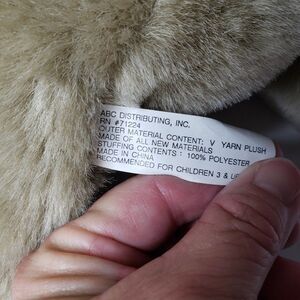 ABC DISTRIBUTING, INC.
RN #71224
OUTER MATERIAL CONTENT: V YARN PLUSH
MADE OF ALL NEW MATERIALS
STUFFING CONTENTS : 100% POLYESTER
MADE IN CHINA
RECOMMENDED FOR CHILDREN 3 &